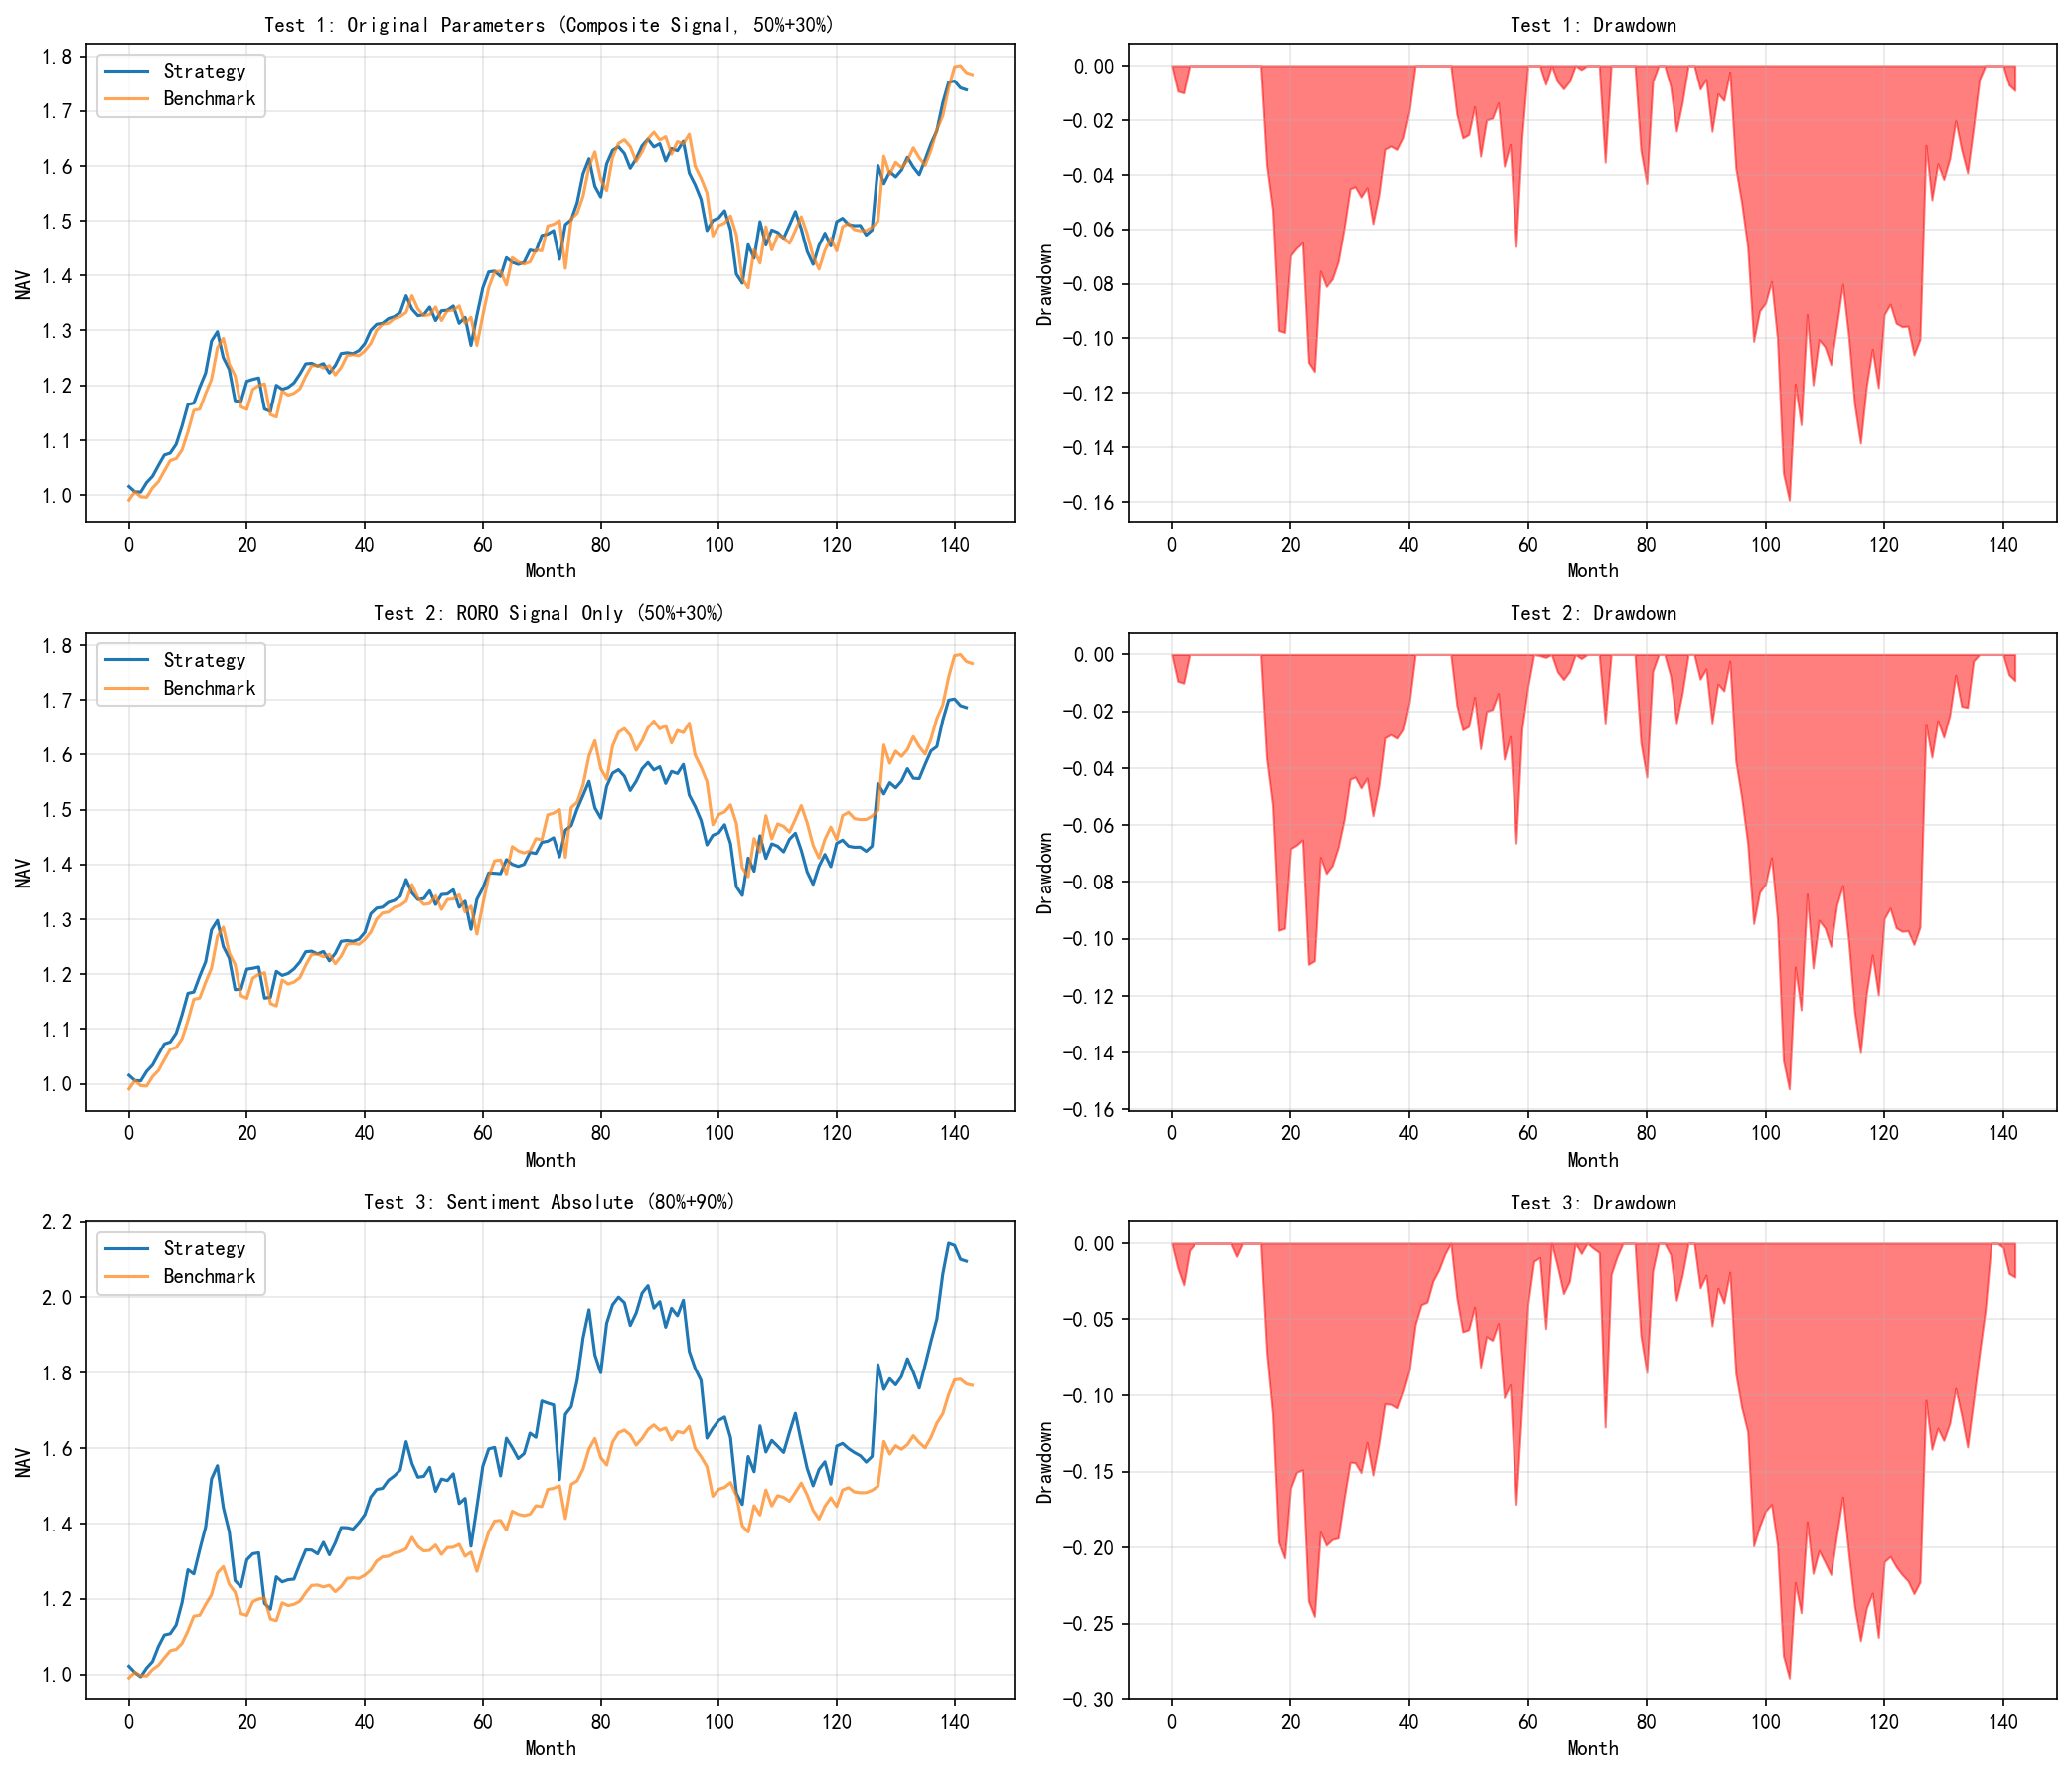 Test 1: Original Parameters (Composite Signal, 50%+30%)
Strategy
Benchmark
1.8
1.7
1.6
1.5
1.4
1.3
1.2
1.1
1.0
NAV
0 20 40 60 80 100 120 140
Month
Test 1: Drawdown
0.00
−0.02
−0.04
−0.06
−0.08
−0.10
−0.12
−0.14
−0.16
Drawdown
0 20 40 60 80 100 120 140
Month
Test 2: RORO Signal Only (50%+30%)
Strategy
Benchmark
1.8
1.7
1.6
1.5
1.4
1.3
1.2
1.1
1.0
NAV
0 20 40 60 80 100 120 140
Month
Test 2: Drawdown
0.00
−0.02
−0.04
−0.06
−0.08
−0.10
−0.12
−0.14
−0.16
Drawdown
0 20 40 60 80 100 120 140
Month
Test 3: Sentiment Absolute (80%+90%)
Strategy
Benchmark
2.2
2.0
1.8
1.6
1.4
1.2
1.0
NAV
0 20 40 60 80 100 120 140
Month
Test 3: Drawdown
0.00
−0.05
−0.10
−0.15
−0.20
−0.25
−0.30
Drawdown
0 20 40 60 80 100 120 140
Month